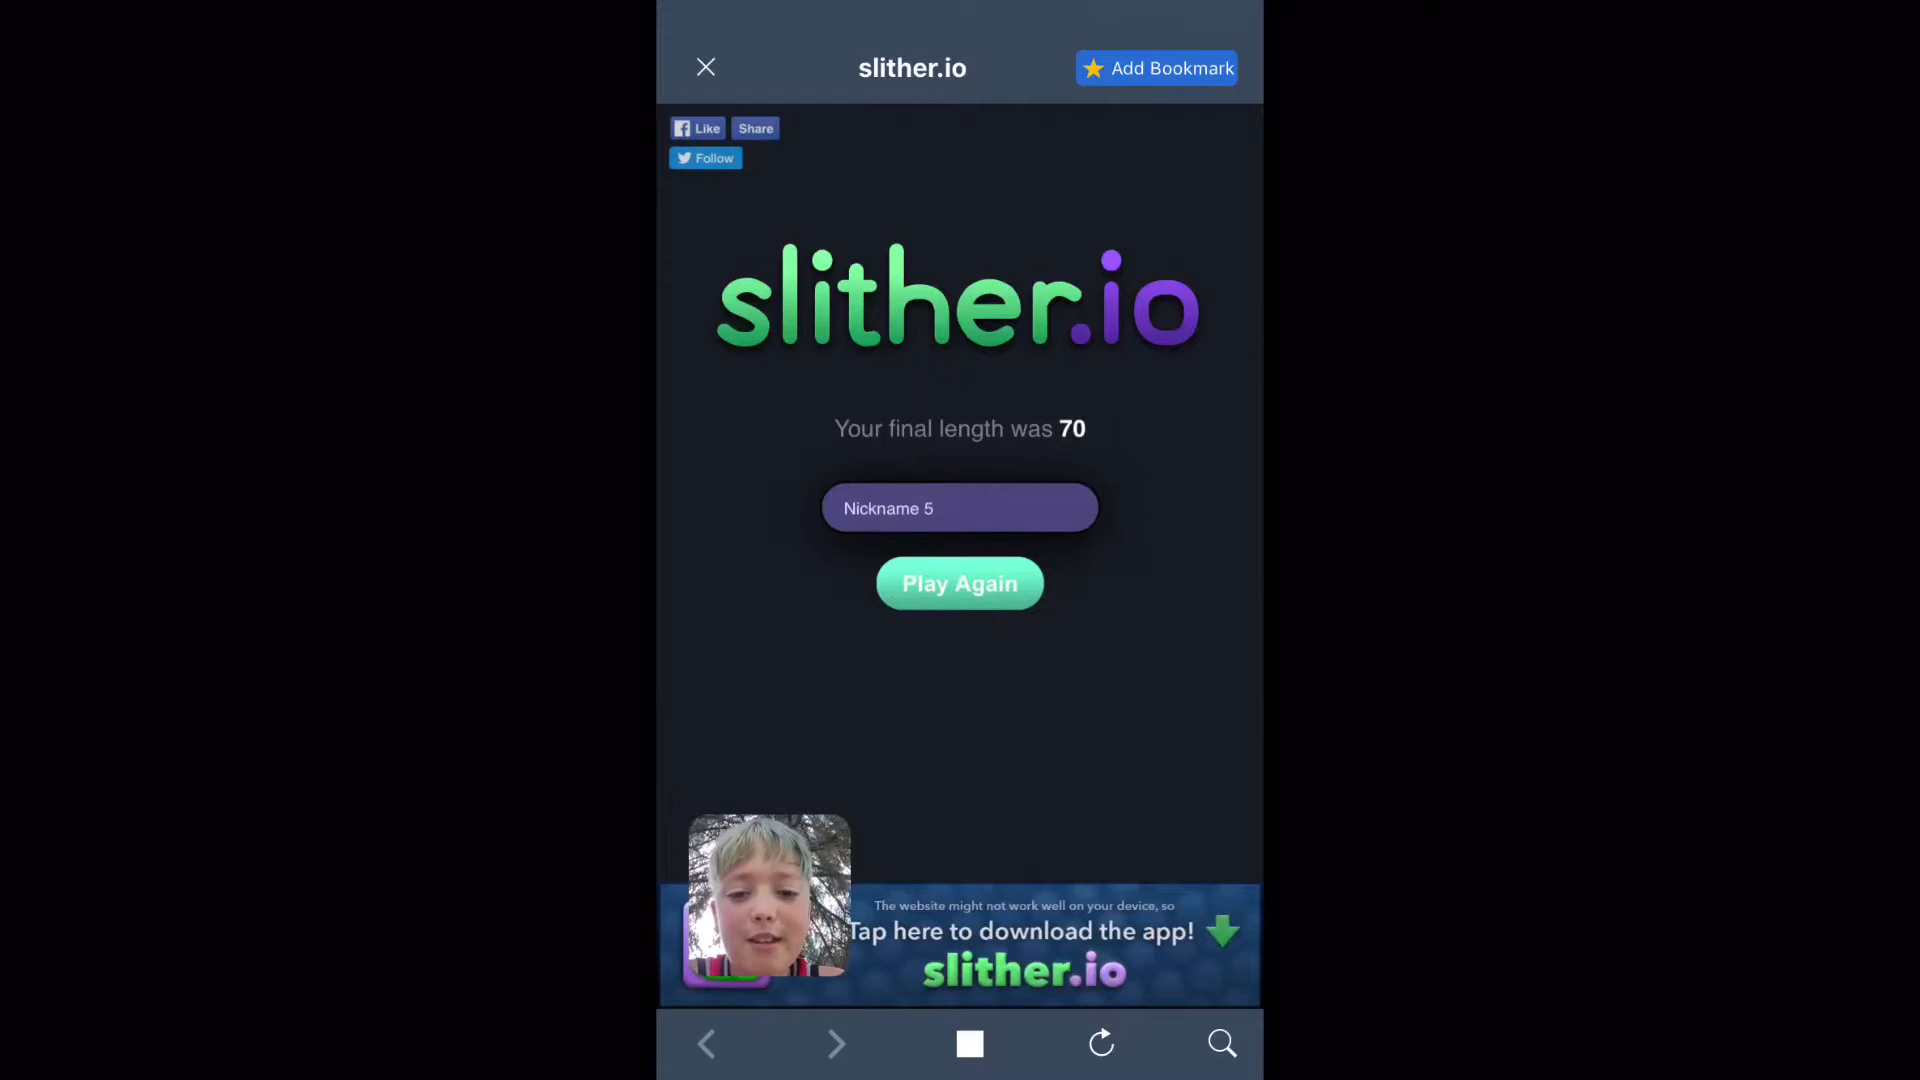 slither.io
Add Bookmark
Like Share
Follow
slither.io
Your final length was 70
Nickname 5
Play Again
The website might not work well on your device, so
Tap here to download the app!
slither.io